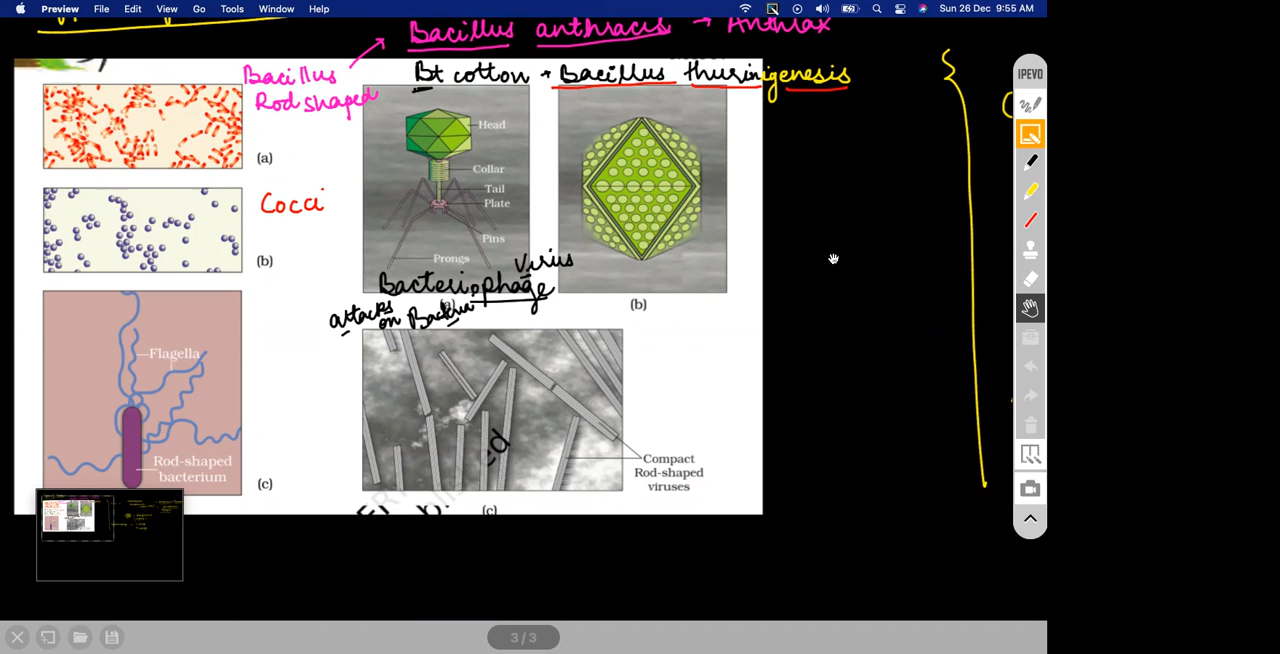 Preview File Edit View Go Tools Window Help
Sun 26 Dec 9:55 AM
Bacillus anthracis → Anthrax
Bt cotton → Bacillus thurinigenesis
Bacillus
Rod shaped
(a)
Cocci
(b)
Flagella
Rod-shaped
bacterium
(c)
Head
Collar
Tail
Plate
Pins
Prongs
Virus
Bacteriophage
(a)
attacks
on Bacteria
(b)
Compact
Rod-shaped
viruses
(c)
IPEVO
3/3